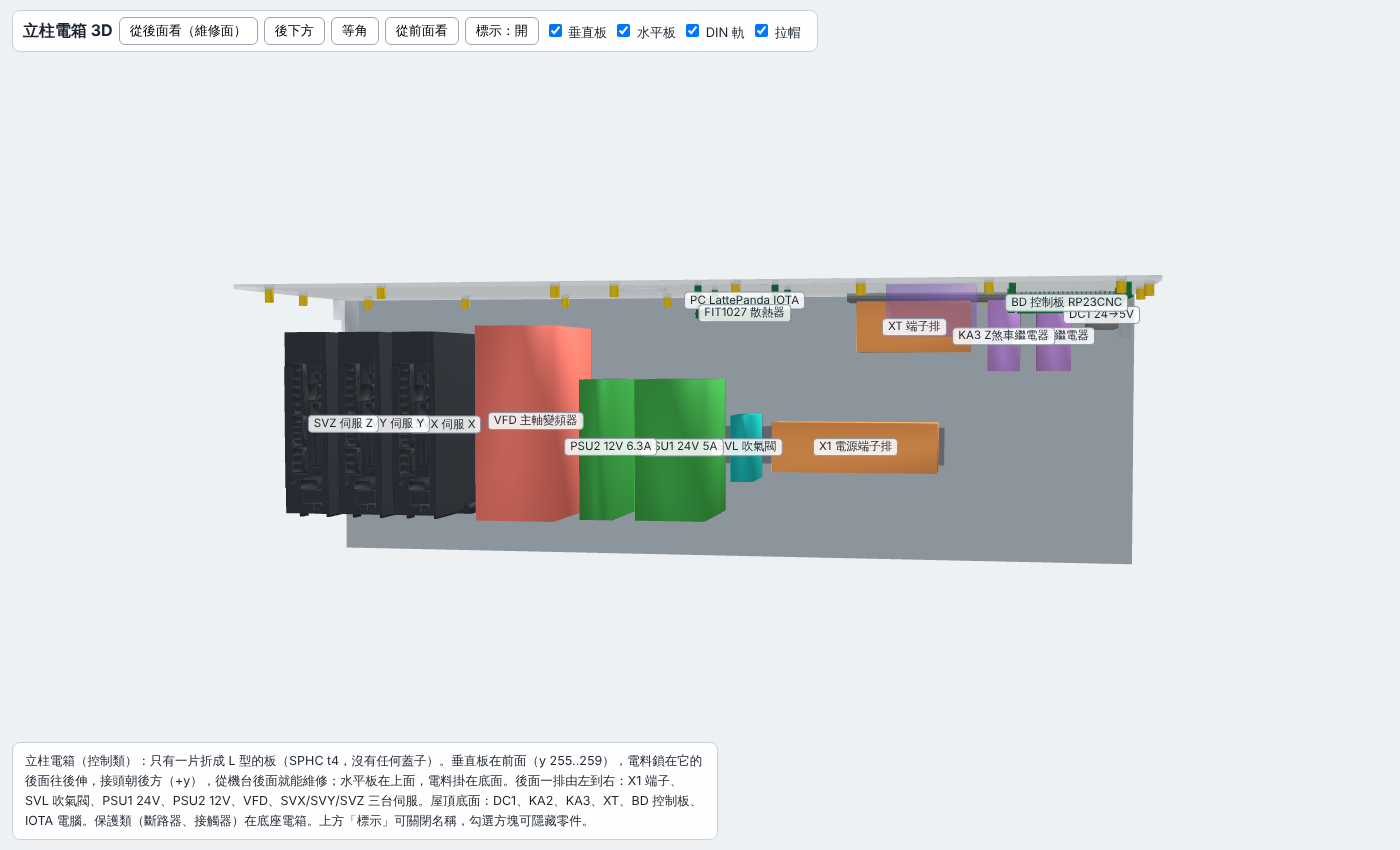 立柱電箱 3D
從後面看（維修面）
後下方
等角
從前面看
標示：開
垂直板
水平板
DIN 軌
拉帽
PC LattePanda IOTA
FIT1027 散熱器
BD 控制板 RP23CNC
DC1 24→5V
XT 端子排
KA3 Z煞車繼電器
繼電器
SVZ 伺服 Z
Y 伺服 Y
X 伺服 X
VFD 主軸變頻器
PSU2 12V 6.3A
SU1 24V 5A
VL 吹氣閥
X1 電源端子排
立柱電箱（控制類）：只有一片折成 L 型的板（SPHC t4，沒有任何蓋子）。垂直板在前面（y 255..259），電料鎖在它的
後面往後伸，接頭朝後方（+y），從機台後面就能維修；水平板在上面，電料掛在底面。後面一排由左到右：X1 端子、
SVL 吹氣閥、PSU1 24V、PSU2 12V、VFD、SVX/SVY/SVZ 三台伺服。屋頂底面：DC1、KA2、KA3、XT、BD 控制板、
IOTA 電腦。保護類（斷路器、接觸器）在底座電箱。上方「標示」可關閉名稱，勾選方塊可隱藏零件。